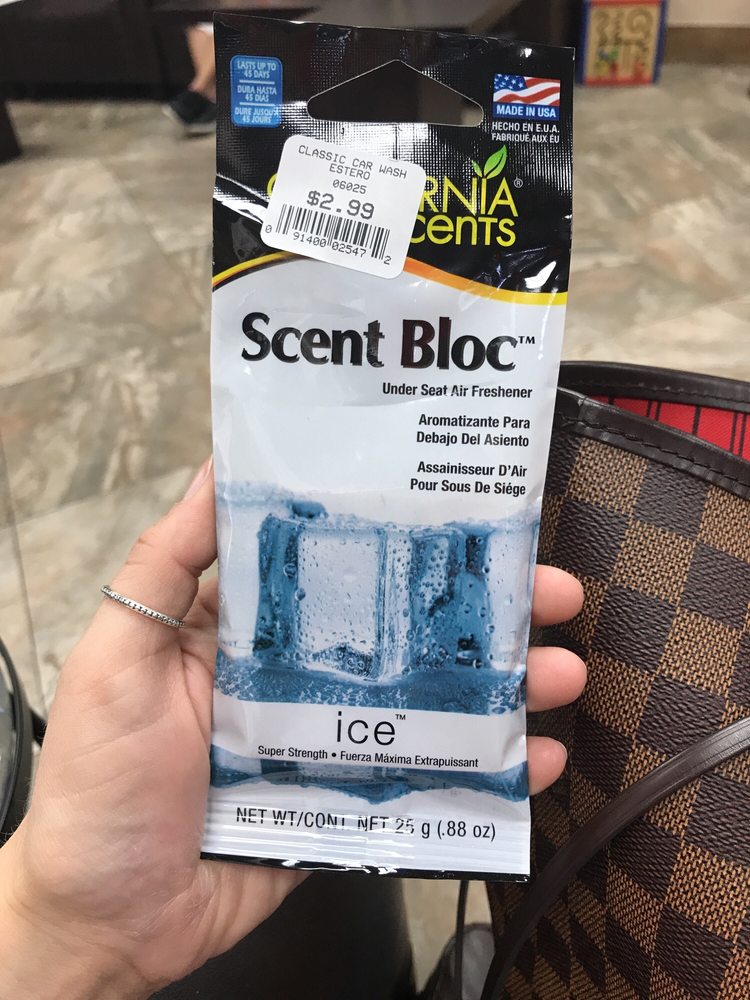 LASTS UP TO
45 DAYS
DURA HASTA
45 DIAS
DURE JUSQU'À
45 JOURS
MADE IN USA
HECHO EN E.U.A.
FABRIQUÉ AUX ÉU
CLASSIC CAR WASH
ESTERO
06025
$2.99
0 91400 02547 2
RNIA®
cents
Scent Bloc™
Under Seat Air Freshener
Aromatizante Para
Debajo Del Asiento
Assainisseur D'Air
Pour Sous De Siége
ice™
Super Strength • Fuerza Máxima Extrapuissant
NET WT/CONT. NET 25 g (.88 oz)